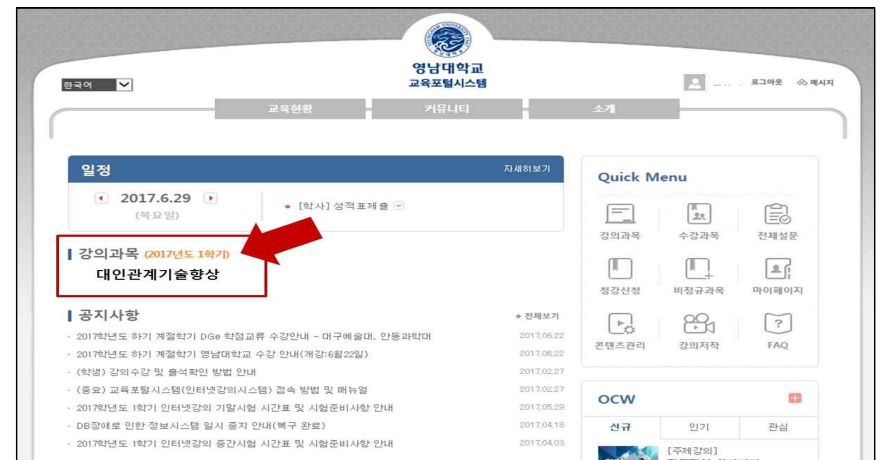 영남대학교
교육포털시스템
한국어
로그아웃 메시지
교육현황 커뮤니티 소개
일정 자세히보기
2017.6.29
(목요일)
[학사] 성적표제출
강의과목 (2017년도 1학기)
대인관계기술향상
공지사항 + 전체보기
- 2017학년도 하기 계절학기 DGe 학점교류 수강안내 - 대구예술대, 안동과학대 2017.06.22
- 2017학년도 하기 계절학기 영남대학교 수강 안내(개강:6월22일) 2017.06.22
- (학생) 강의수강 및 출석확인 방법 안내 2017.02.27
- (중요) 교육포털시스템(인터넷강의시스템) 접속 방법 및 매뉴얼 2017.02.27
- 2017학년도 1학기 인터넷강의 기말시험 시간표 및 시험준비사항 안내 2017.05.29
- DB장애로 인한 정보시스템 일시 중지 안내(복구 완료) 2017.04.18
- 2017학년도 1학기 인터넷강의 중간시험 시간표 및 시험준비사항 안내 2017.04.03
Quick Menu
강의과목 수강과목 전체설문
청강신청 비정규과목 마이페이지
콘텐츠관리 강의저작 FAQ
OCW
신규 인기 관심
[주제강의]